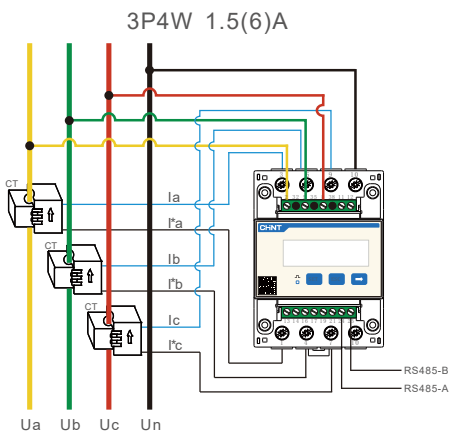 3P4W 1.5(6)A
CT
Ia
I*a
CT
Ib
I*b
CT
Ic
I*c
CHNT
RS485-B
RS485-A
Ua Ub Uc Un